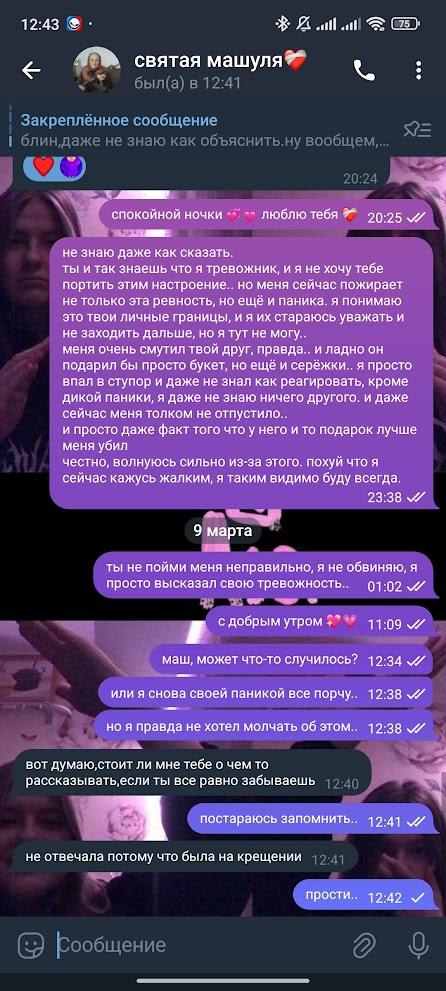 12:43
75
святая машуля
был(а) в 12:41
Закреплённое сообщение
блин,даже не знаю как объяснить.ну вообщем,...
20:24
спокойной ночки люблю тебя 20:25
не знаю даже как сказать.
ты и так знаешь что я тревожник, и я не хочу тебе
портить этим настроение.. но меня сейчас пожирает
не только эта ревность, но ещё и паника. я понимаю
это твои личные границы, и я их стараюсь уважать и
не заходить дальше, но я тут не могу..
меня очень смутил твой друг, правда.. и ладно он
подарил бы просто букет, но ещё и серёжки.. я просто
впал в ступор и даже не знал как реагировать, кроме
дикой паники, я даже не знаю ничего другого. и даже
сейчас меня толком не отпустило..
и просто даже факт того что у него и то подарок лучше
меня убил
честно, волнуюсь сильно из-за этого. похуй что я
сейчас кажусь жалким, я таким видимо буду всегда.
23:38
9 марта
ты не пойми меня неправильно, я не обвиняю, я
просто высказал свою тревожность.. 01:02
с добрым утром 11:09
маш, может что-то случилось? 12:34
или я снова своей паникой все порчу.. 12:38
но я правда не хотел молчать об этом.. 12:38
вот думаю,стоит ли мне тебе о чем то
рассказывать,если ты все равно забываешь 12:40
постараюсь запомнить.. 12:41
не отвечала потому что была на крещении 12:41
прости.. 12:42
Сообщение